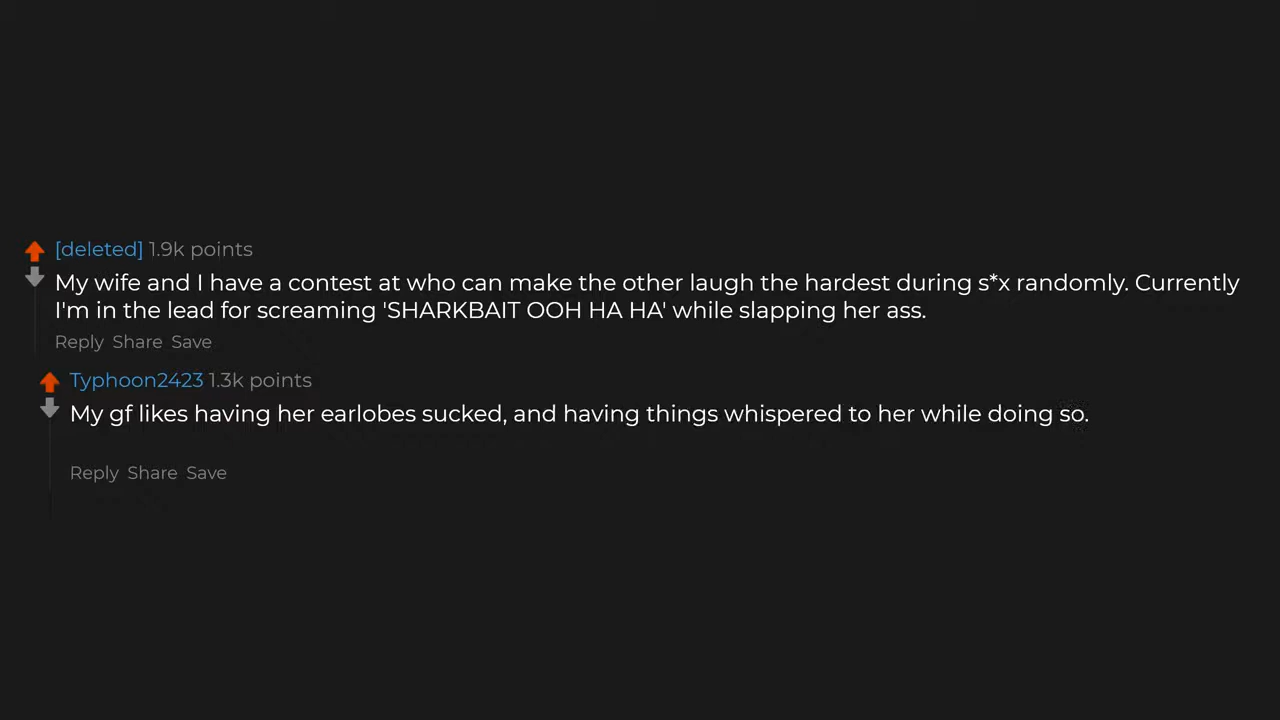 [deleted] 1.9k points
My wife and I have a contest at who can make the other laugh the hardest during s*x randomly. Currently
I'm in the lead for screaming 'SHARKBAIT OOH HA HA' while slapping her ass.
Reply Share Save
Typhoon2423 1.3k points
My gf likes having her earlobes sucked, and having things whispered to her while doing so.
Reply Share Save